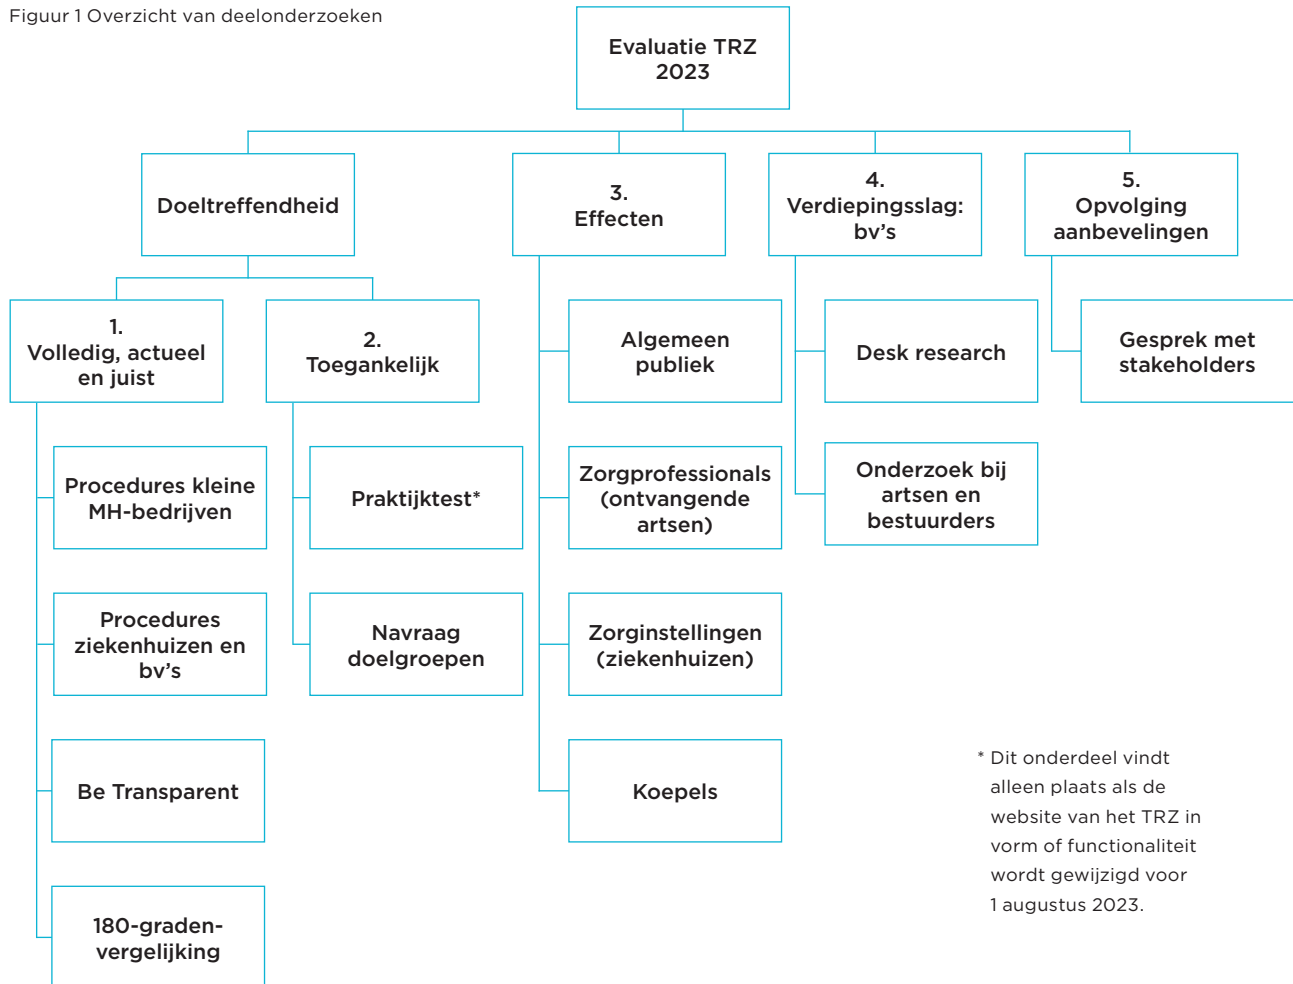 Figuur 1 Overzicht van deelonderzoeken
Evaluatie TRZ
2023
Doeltreffendheid
3.
Effecten
4.
Verdiepingsslag:
bv's
5.
Opvolging
aanbevelingen
1.
Volledig, actueel
en juist
2.
Toegankelijk
Algemeen
publiek
Desk research
Gesprek met
stakeholders
Procedures kleine
MH-bedrijven
Praktijktest*
Zorgprofessionals
(ontvangende
artsen)
Onderzoek bij
artsen en
bestuurders
Procedures
ziekenhuizen en
bv's
Navraag
doelgroepen
Zorginstellingen
(ziekenhuizen)
Be Transparent
Koepels
* Dit onderdeel vindt
alleen plaats als de
website van het TRZ in
vorm of functionaliteit
wordt gewijzigd voor
1 augustus 2023.
180-graden-
vergelijking